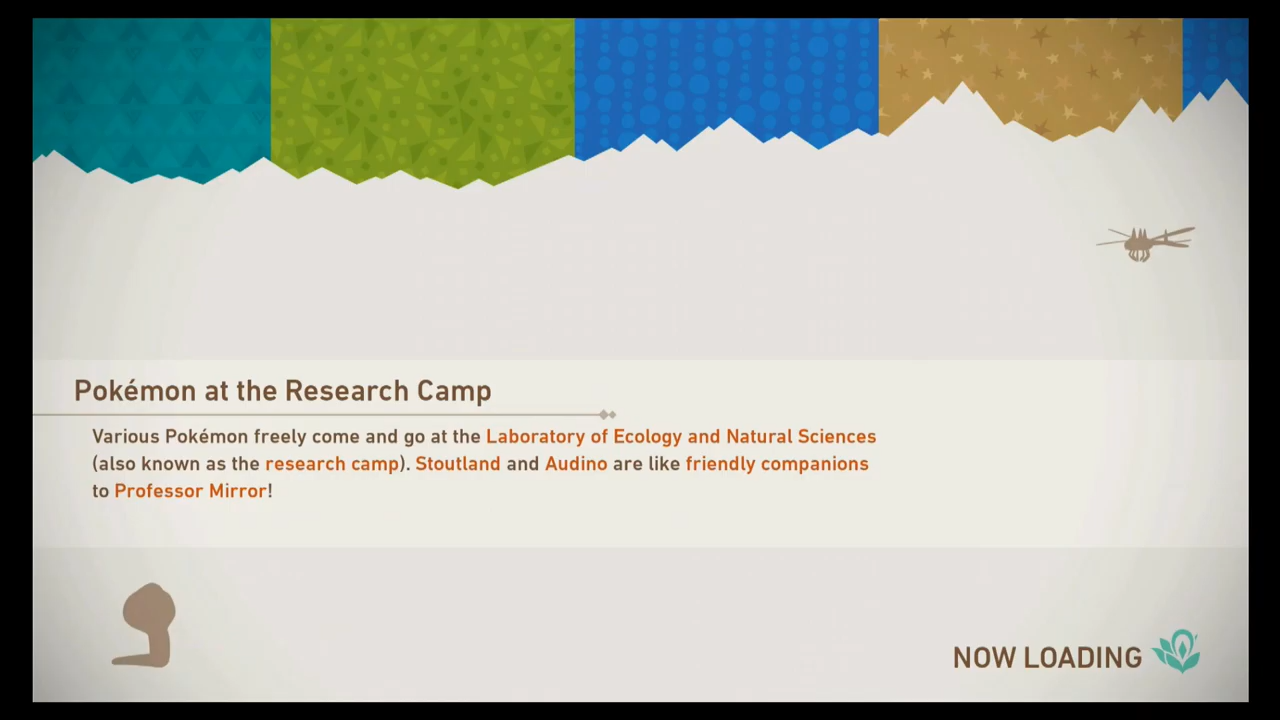 Pokémon at the Research Camp
Various Pokémon freely come and go at the Laboratory of Ecology and Natural Sciences
(also known as the research camp). Stoutland and Audino are like friendly companions
to Professor Mirror!
NOW LOADING